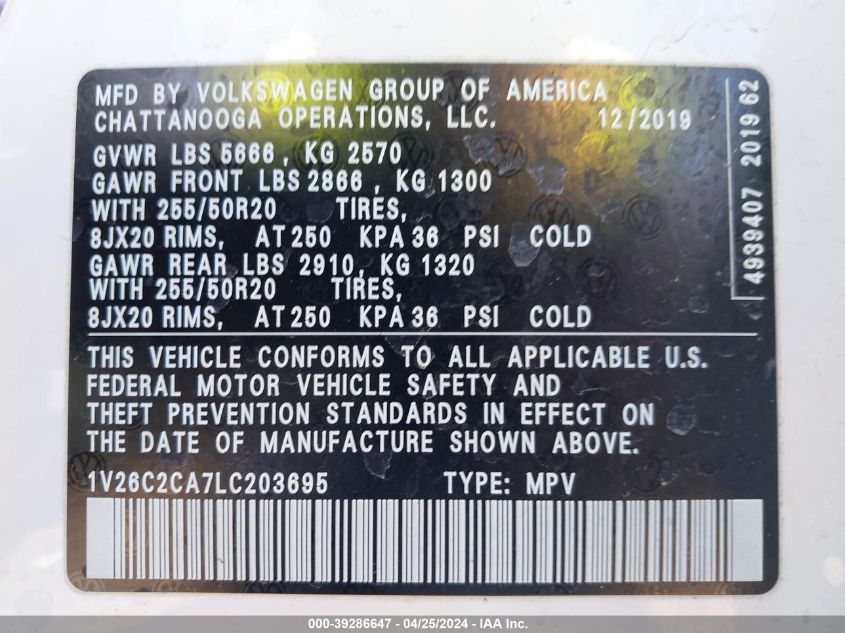 MFD BY VOLKSWAGEN GROUP OF AMERICA
CHATTANOOGA OPERATIONS, LLC. 12/2019
GVWR LBS 5666, KG 2570
GAWR FRONT LBS 2866, KG 1300
WITH 255/50R20 TIRES,
8JX20 RIMS, AT 250 KPA 36 PSI COLD
GAWR REAR LBS 2910, KG 1320
WITH 255/50R20 TIRES,
8JX20 RIMS, AT 250 KPA 36 PSI COLD
4939407 2019 62
THIS VEHICLE CONFORMS TO ALL APPLICABLE U.S.
FEDERAL MOTOR VEHICLE SAFETY AND
THEFT PREVENTION STANDARDS IN EFFECT ON
THE DATE OF MANUFACTURE SHOWN ABOVE.
1V26C2CA7LC203695 TYPE: MPV
000-39286647 - 04/25/2024 - IAA Inc.